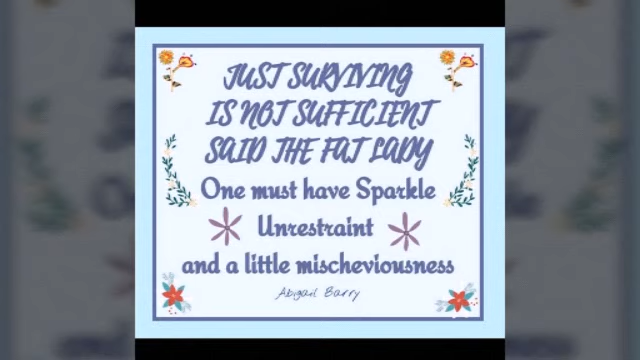 JUST SURVIVING
IS NOT SUFFICIENT
SAID THE FAT LADY
One must have Sparkle
Unrestraint
and a little mischeviousness
Abigail Barry